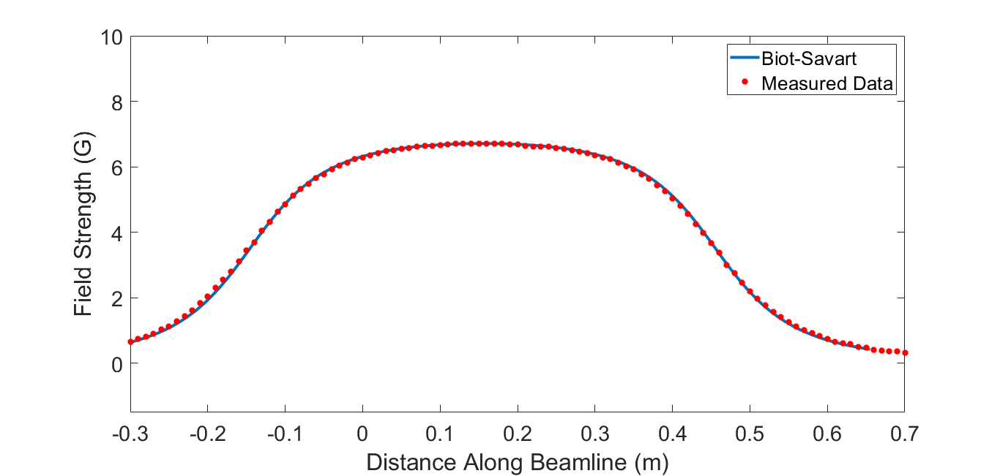 10
8
6
4
2
0
Field Strength (G)
Biot-Savart
Measured Data
-0.3 -0.2 -0.1 0 0.1 0.2 0.3 0.4 0.5 0.6 0.7
Distance Along Beamline (m)